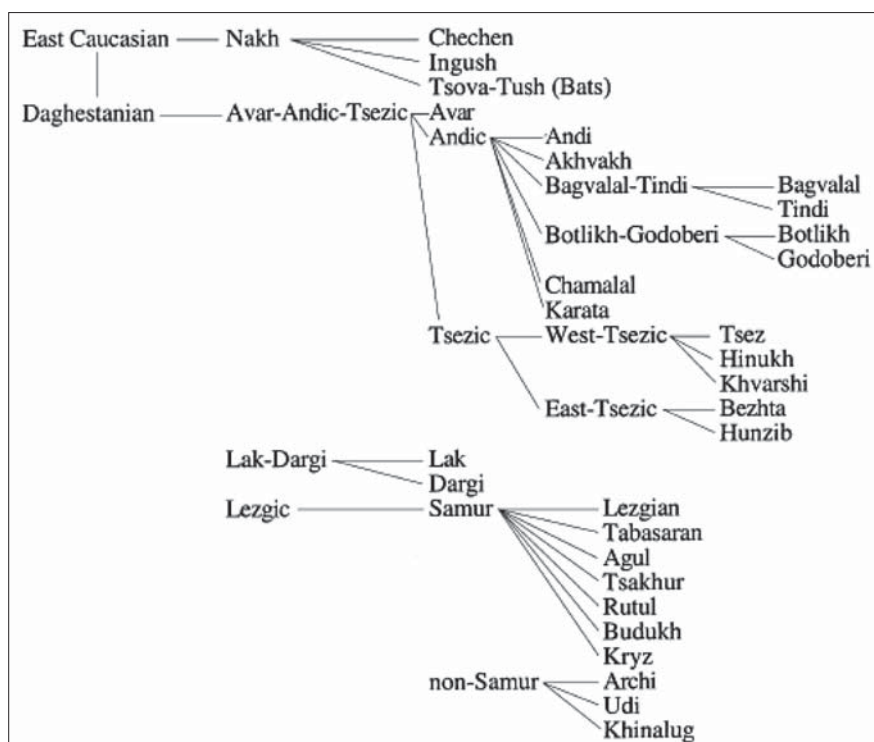 East Caucasian Nakh Chechen
Ingush
Tsova-Tush (Bats)
Daghestanian Avar-Andic-Tsezic Avar
Andic Andi
Akhvakh
Bagvalal-Tindi Bagvalal
Tindi
Botlikh-Godoberi Botlikh
Godoberi
Chamalal
Karata
Tsezic West-Tsezic Tsez
Hinukh
Khvarshi
East-Tsezic Bezhta
Hunzib
Lak-Dargi Lak
Dargi
Lezgic Samur Lezgian
Tabasaran
Agul
Tsakhur
Rutul
Budukh
Kryz
non-Samur Archi
Udi
Khinalug